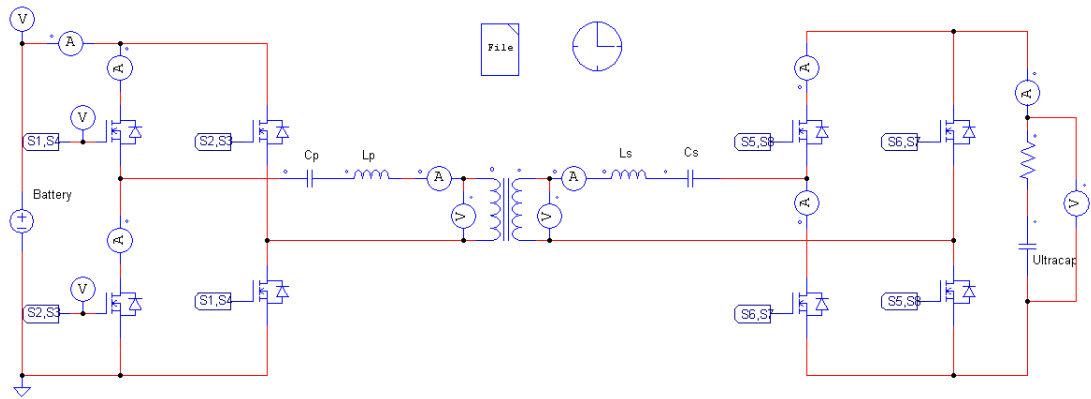 V
A
File
A
A
V
V
A
S1,S4
S2,S3
S5,S8
S6,S7
Cp
Lp
Ls
Cs
A
A
Battery
V
V
A
V
A
Ultracap
V
S1,S4
S5,S8
S2,S3
S6,S7